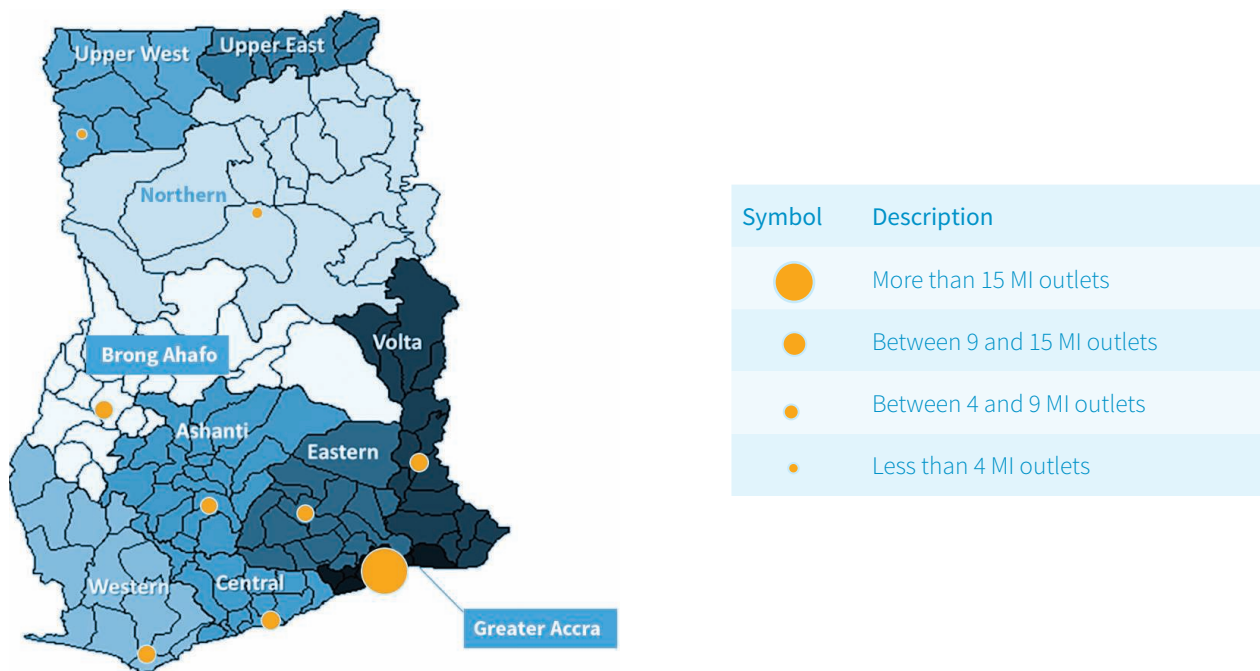 Upper West
Upper East
Northern
Brong Ahafo
Volta
Ashanti
Eastern
Western
Central
Greater Accra
Symbol Description
More than 15 MI outlets
Between 9 and 15 MI outlets
Between 4 and 9 MI outlets
Less than 4 MI outlets